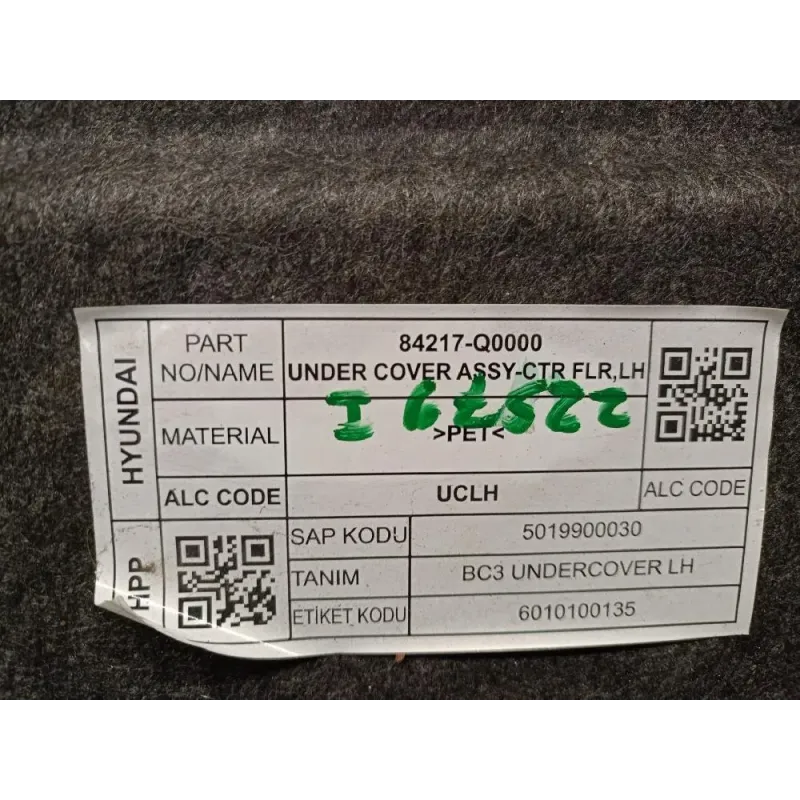 HYUNDAI
PART NO/NAME
84217-Q0000
UNDER COVER ASSY-CTR FLR,LH
MATERIAL
>PET<
ALC CODE
UCLH
ALC CODE
HPP
SAP KODU
5019900030
TANIM
BC3 UNDERCOVER LH
ETİKET KODU
6010100135